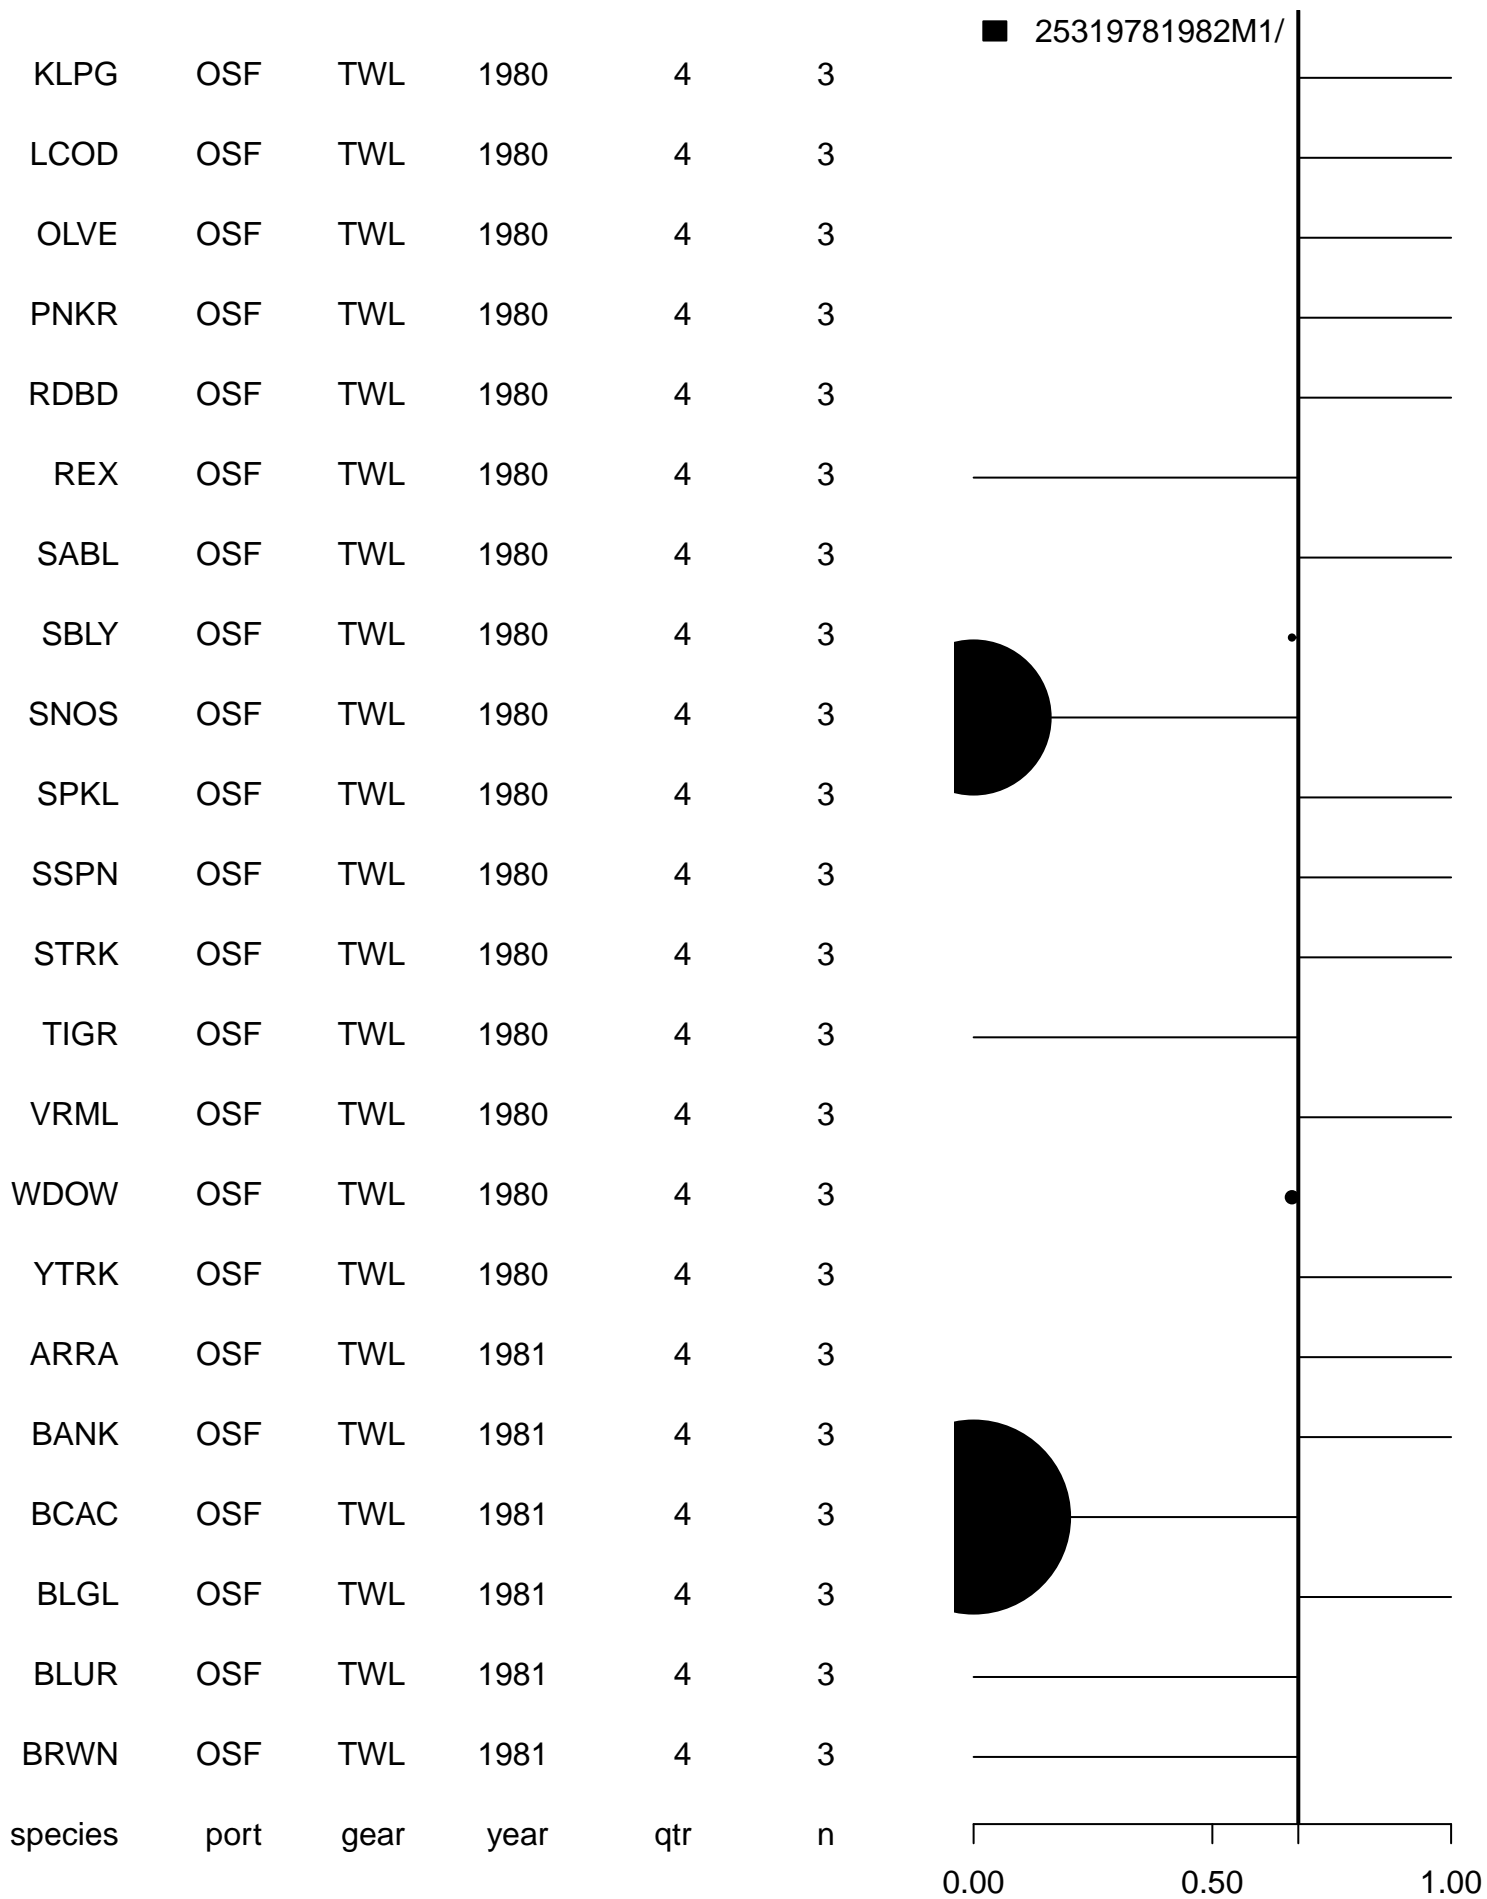 25319781982M1/
KLPG OSF TWL 1980 4 3
LCOD OSF TWL 1980 4 3
OLVE OSF TWL 1980 4 3
PNKR OSF TWL 1980 4 3
RDBD OSF TWL 1980 4 3
REX OSF TWL 1980 4 3
SABL OSF TWL 1980 4 3
SBLY OSF TWL 1980 4 3
SNOS OSF TWL 1980 4 3
SPKL OSF TWL 1980 4 3
SSPN OSF TWL 1980 4 3
STRK OSF TWL 1980 4 3
TIGR OSF TWL 1980 4 3
VRML OSF TWL 1980 4 3
WDOW OSF TWL 1980 4 3
YTRK OSF TWL 1980 4 3
ARRA OSF TWL 1981 4 3
BANK OSF TWL 1981 4 3
BCAC OSF TWL 1981 4 3
BLGL OSF TWL 1981 4 3
BLUR OSF TWL 1981 4 3
BRWN OSF TWL 1981 4 3
species port gear year qtr n
0.00 0.50 1.00